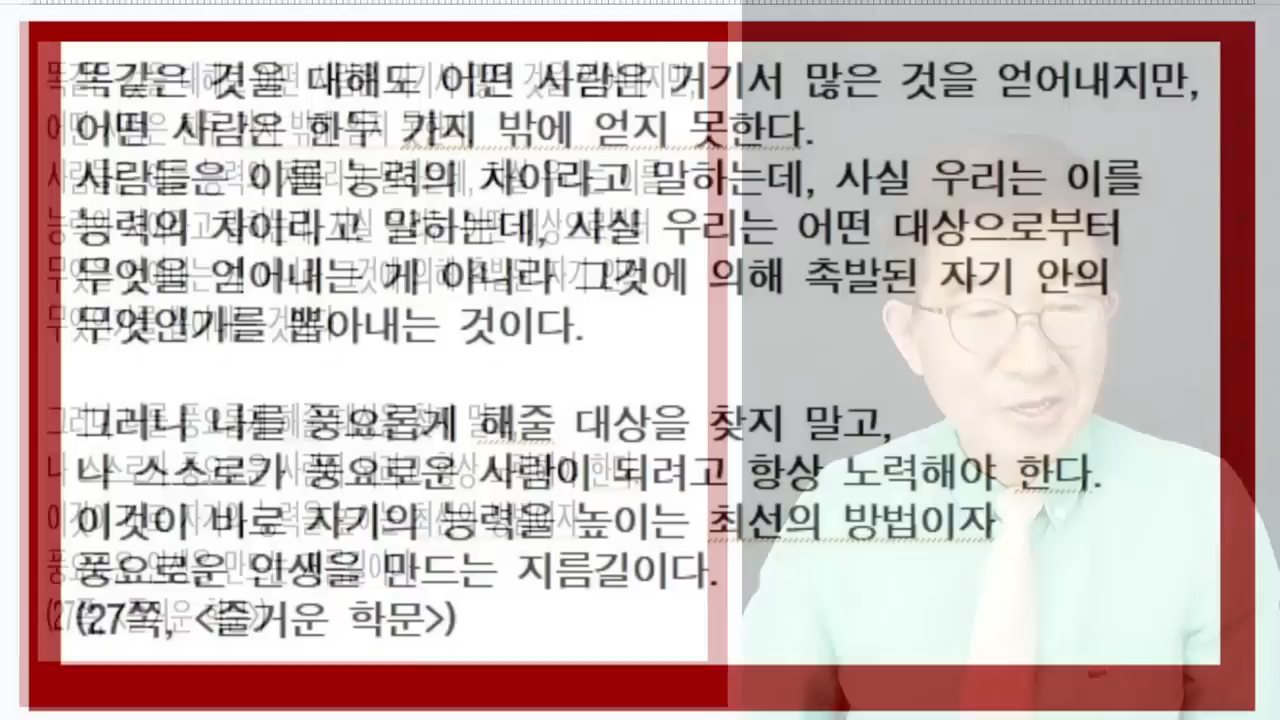 똑같은 것을 대해도 어떤 사람은 거기서 많은 것을 얻어내지만,
어떤 사람은 한두 가지 밖에 얻지 못한다.
사람들은 이를 능력의 차이라고 말하는데, 사실 우리는 이를
능력의 차이라고 말하는데, 사실 우리는 어떤 대상으로부터
무엇을 얻어내는 게 아니라 그것에 의해 촉발된 자기 안의
무엇인가를 뽑아내는 것이다.
그러니 나를 풍요롭게 해줄 대상을 찾지 말고,
나 스스로가 풍요로운 사람이 되려고 항상 노력해야 한다.
이것이 바로 자기의 능력을 높이는 최선의 방법이자
풍요로운 인생을 만드는 지름길이다.
(27쪽, <즐거운 학문>)